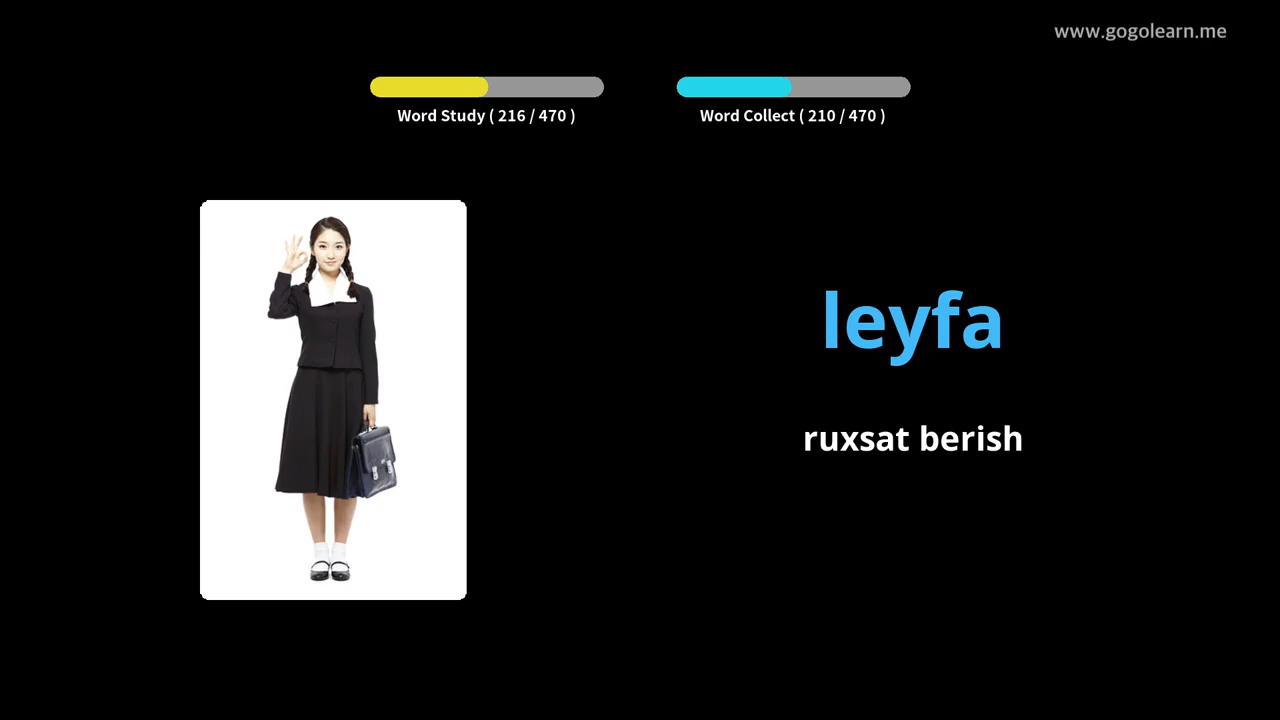 www.gogolearn.me
Word Study ( 216 / 470 )
Word Collect ( 210 / 470 )
leyfa
ruxsat berish